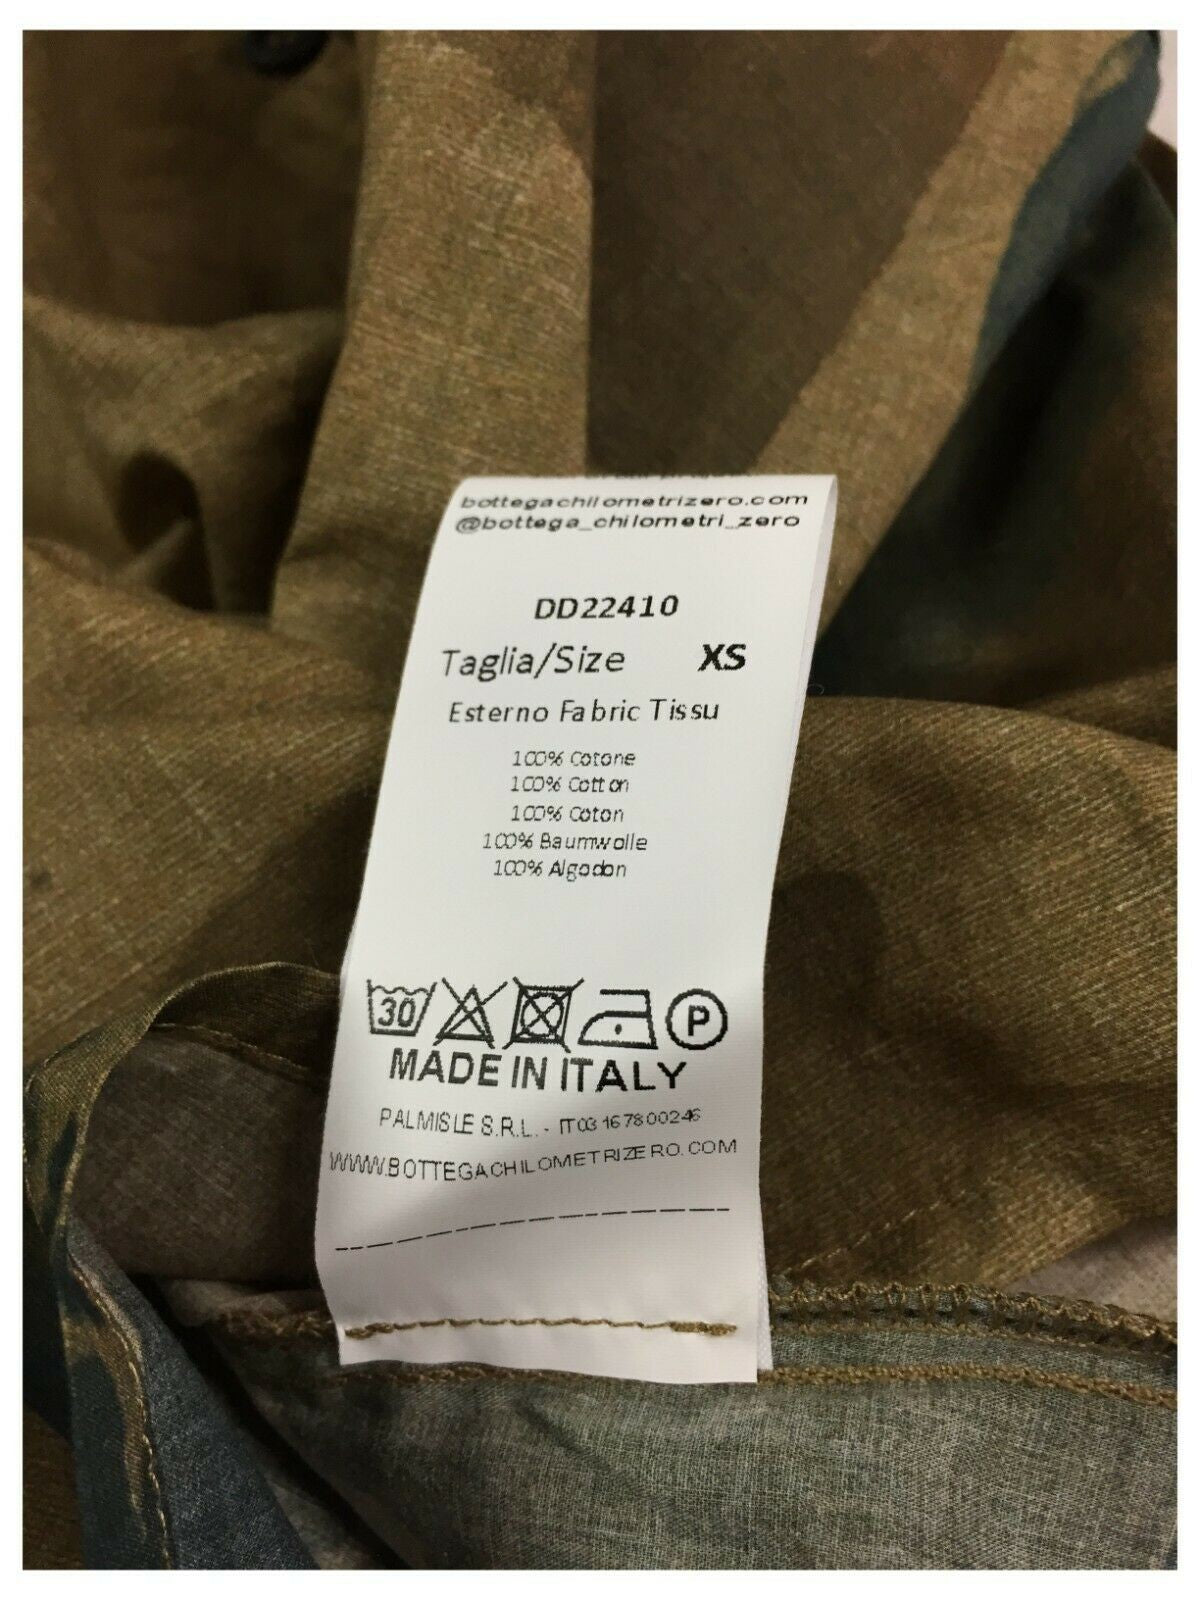 bottegachilometrizero.com
@bottega_chilometri_zero
DD22410
Taglia/Size XS
Esterno Fabric Tissu
100% Cotone
100% Cotton
100% Coton
100% Baumwolle
100% Algodon
30 P
MADE IN ITALY
PALMISLE S.R.L. - IT03167800246
WWW.BOTTEGACHILOMETRIZERO.COM